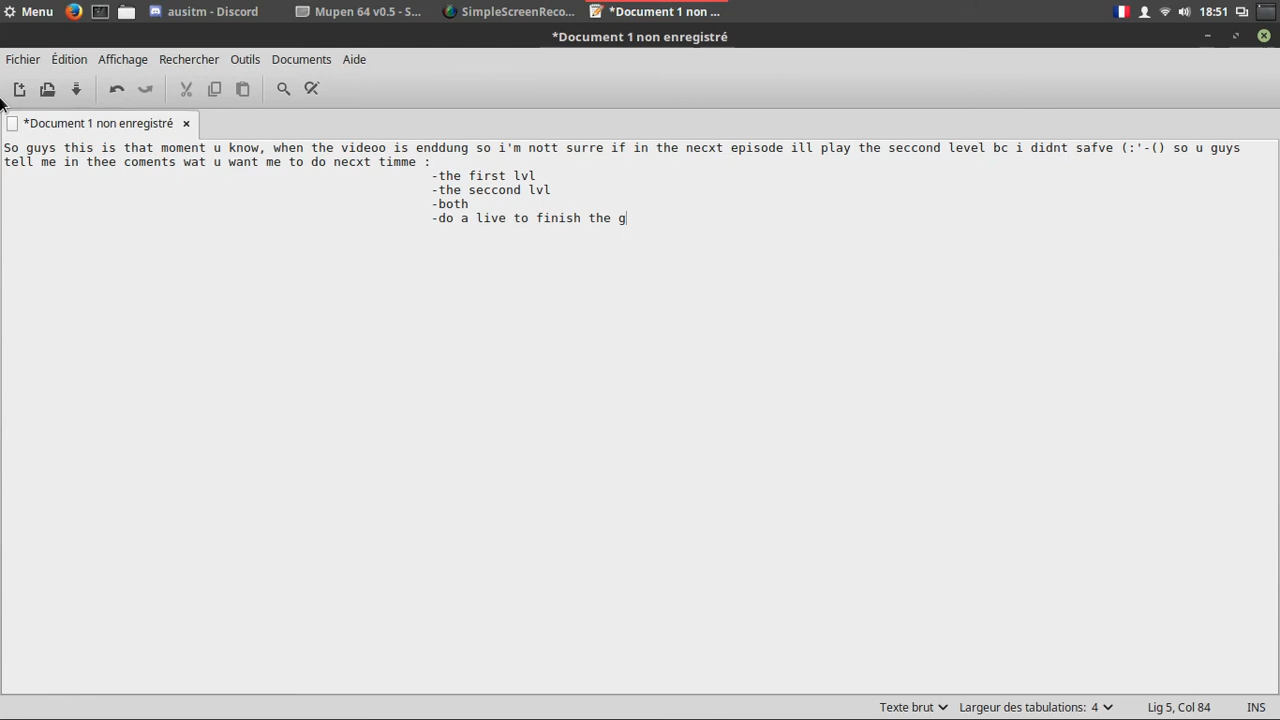 Menu ausitm - Discord Mupen 64 v0.5 - S... SimpleScreenReco... *Document 1 non ... 18:51
*Document 1 non enregistré
Fichier Édition Affichage Rechercher Outils Documents Aide
*Document 1 non enregistré
So guys this is that moment u know, when the videoo is enddung so i'm nott surre if in the necxt episode ill play the seccond level bc i didnt safve (:'-() so u guys
tell me in thee coments wat u want me to do necxt timme :
-the first lvl
-the seccond lvl
-both
-do a live to finish the g
Texte brut Largeur des tabulations: 4 Lig 5, Col 84 INS